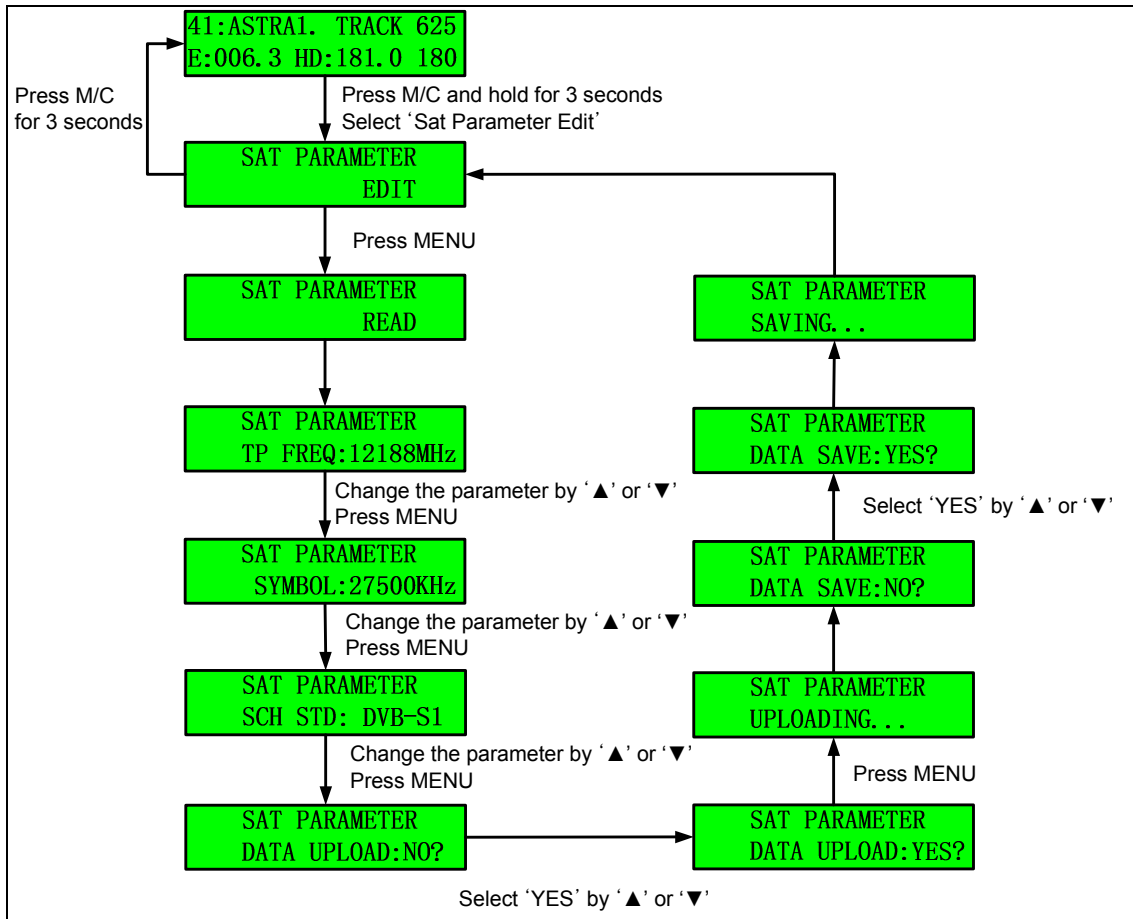 41:ASTRA1. TRACK 625
E:006.3 HD:181.0 180
Press M/C
for 3 seconds
Press M/C and hold for 3 seconds
Select ‘Sat Parameter Edit’
SAT PARAMETER
EDIT
Press MENU
SAT PARAMETER
READ
SAT PARAMETER
TP FREQ:12188MHz
Change the parameter by ‘▲’ or ‘▼’
Press MENU
SAT PARAMETER
SYMBOL:27500KHz
Change the parameter by ‘▲’ or ‘▼’
Press MENU
SAT PARAMETER
SCH STD: DVB-S1
Change the parameter by ‘▲’ or ‘▼’
Press MENU
SAT PARAMETER
DATA UPLOAD:NO?
Select ‘YES’ by ‘▲’ or ‘▼’
SAT PARAMETER
DATA UPLOAD:YES?
Press MENU
SAT PARAMETER
UPLOADING...
SAT PARAMETER
DATA SAVE:NO?
Select ‘YES’ by ‘▲’ or ‘▼’
SAT PARAMETER
DATA SAVE:YES?
SAT PARAMETER
SAVING...